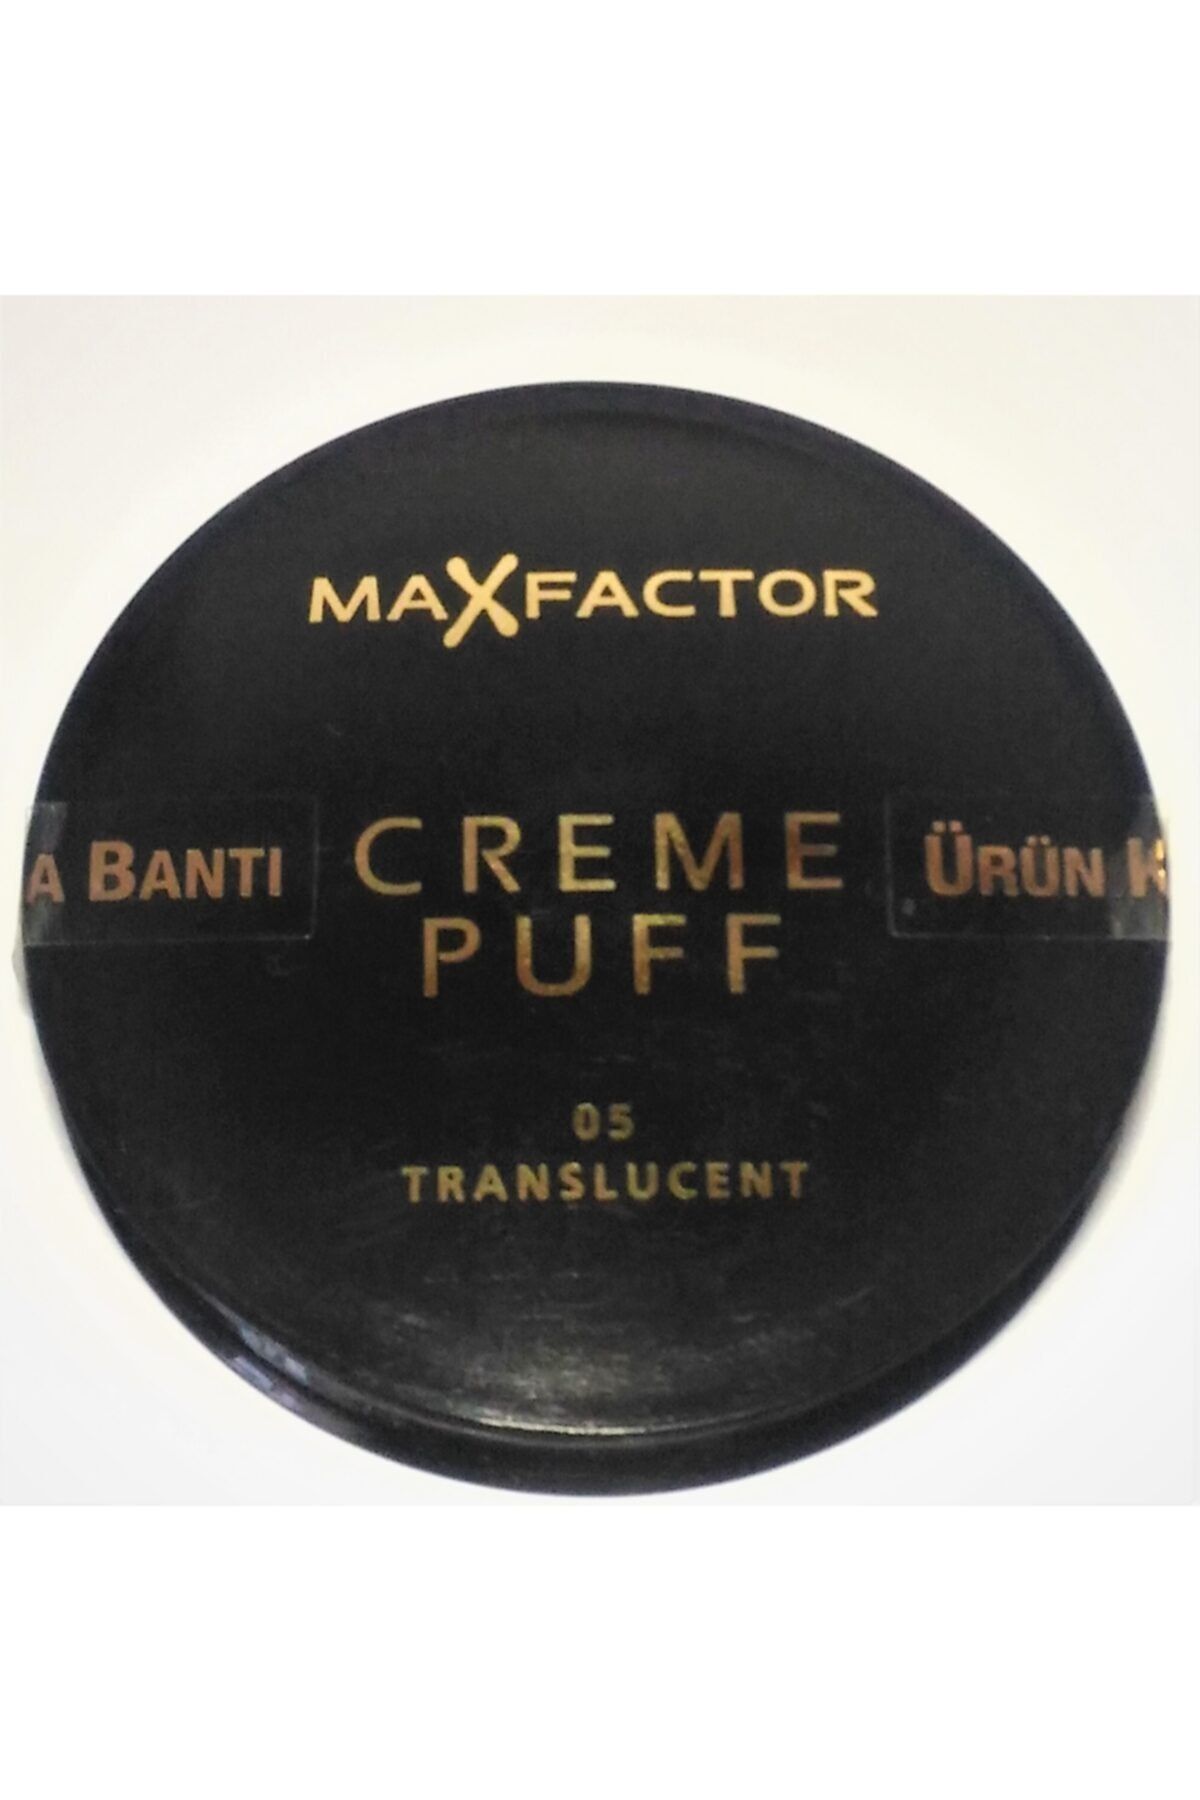 MAXFACTOR
A BANTI
CREME
ÜRÜN
PUFF
05
TRANSLUCENT